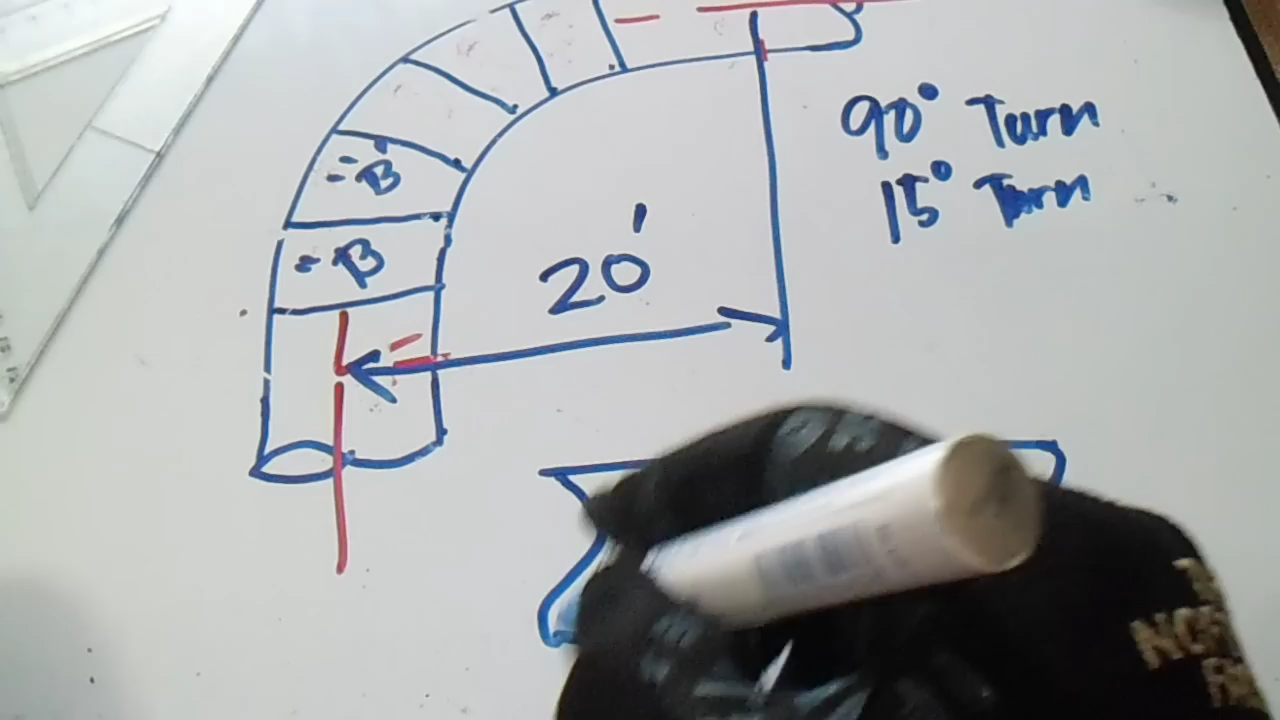 90° Turn
15° Turn
= B
= B
20'